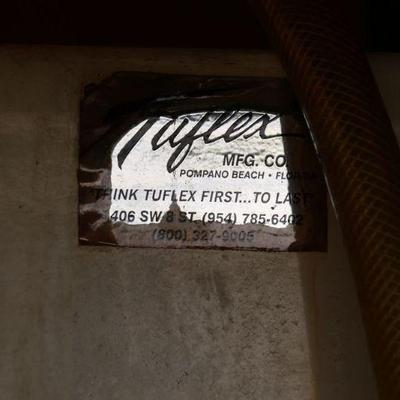 Tuflex
MFG. CO.
POMPANO BEACH • FLORIDA
"THINK TUFLEX FIRST...TO LAST"
1406 SW 8 ST. (954) 785-6402
(800) 327-9005